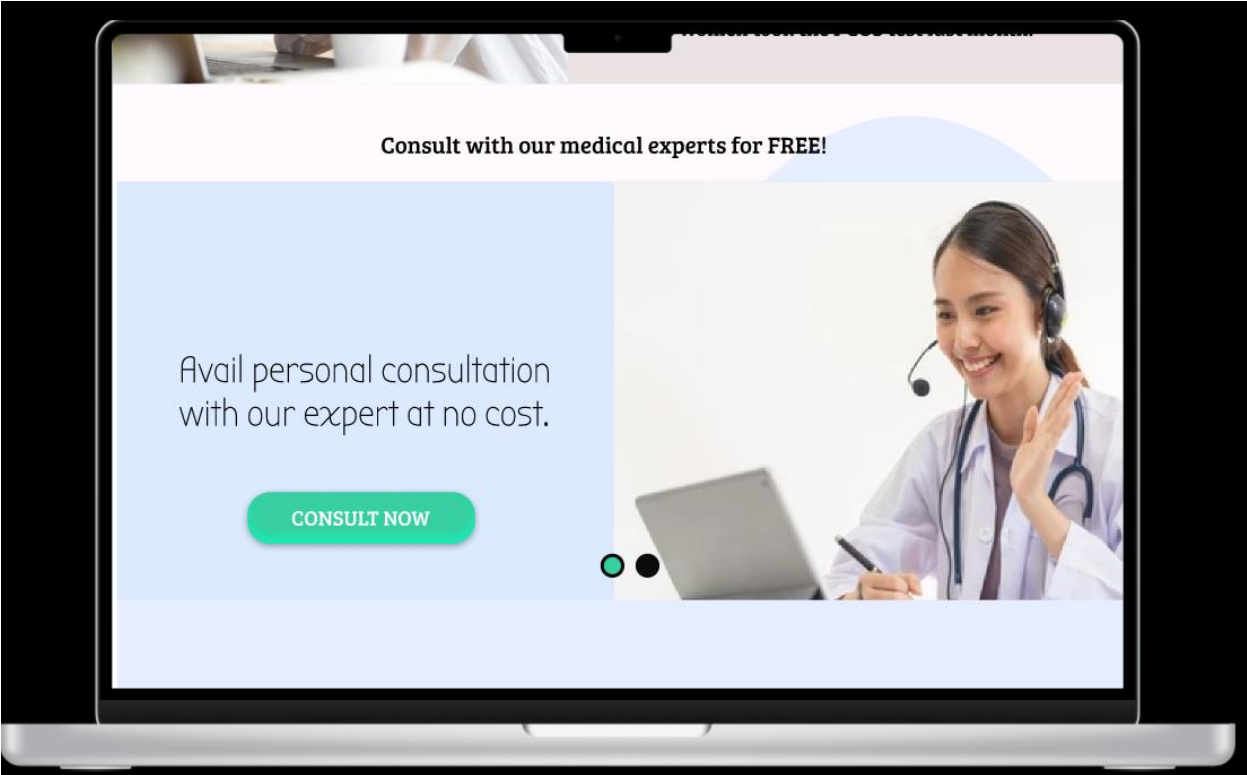 Consult with our medical experts for FREE!
Avail personal consultation
with our expert at no cost.
CONSULT NOW